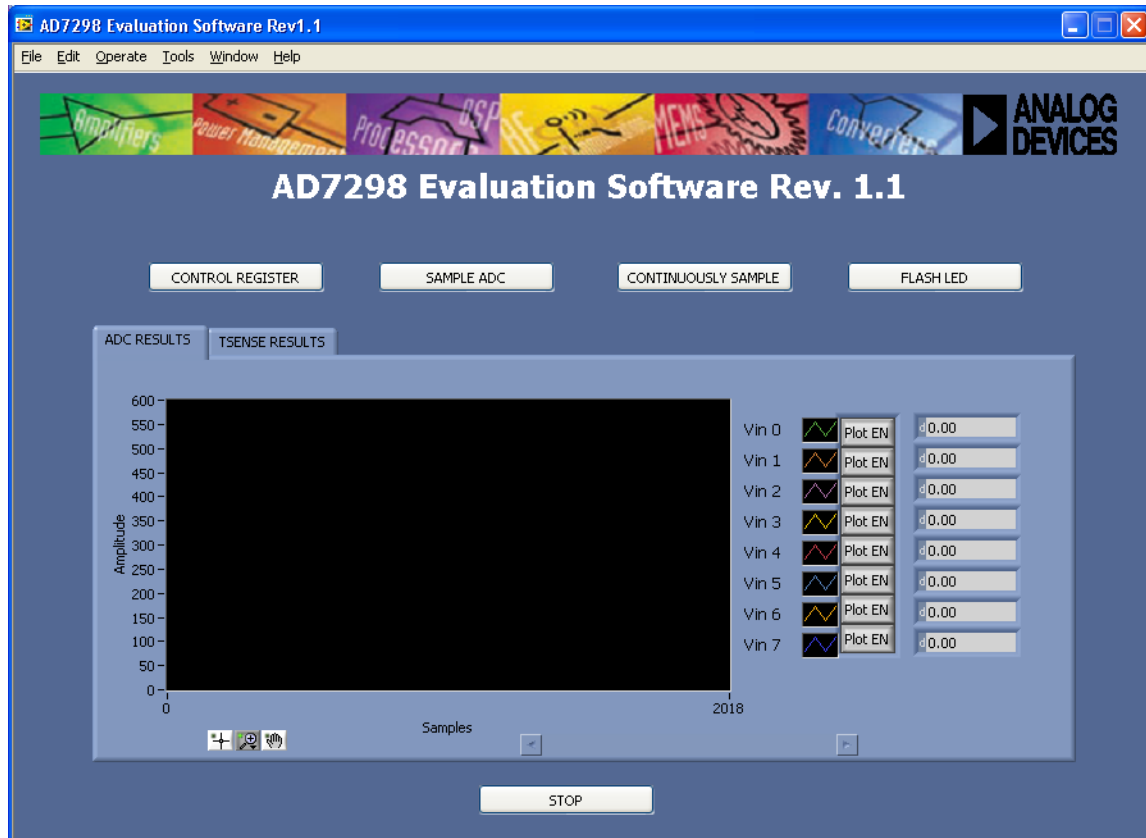 AD7298 Evaluation Software Rev1.1
File Edit Operate Tools Window Help
Amplifiers Power Management Processors DSP RF MEMS Converters ANALOG
DEVICES
AD7298 Evaluation Software Rev. 1.1
CONTROL REGISTER SAMPLE ADC CONTINUOUSLY SAMPLE FLASH LED
ADC RESULTS TSENSE RESULTS
600
550
500
450
400
350
300
250
200
150
100
50
0
Amplitude
0 2018
Samples
Vin 0 Plot EN d 0.00
Vin 1 Plot EN d 0.00
Vin 2 Plot EN d 0.00
Vin 3 Plot EN d 0.00
Vin 4 Plot EN d 0.00
Vin 5 Plot EN d 0.00
Vin 6 Plot EN d 0.00
Vin 7 Plot EN d 0.00
STOP